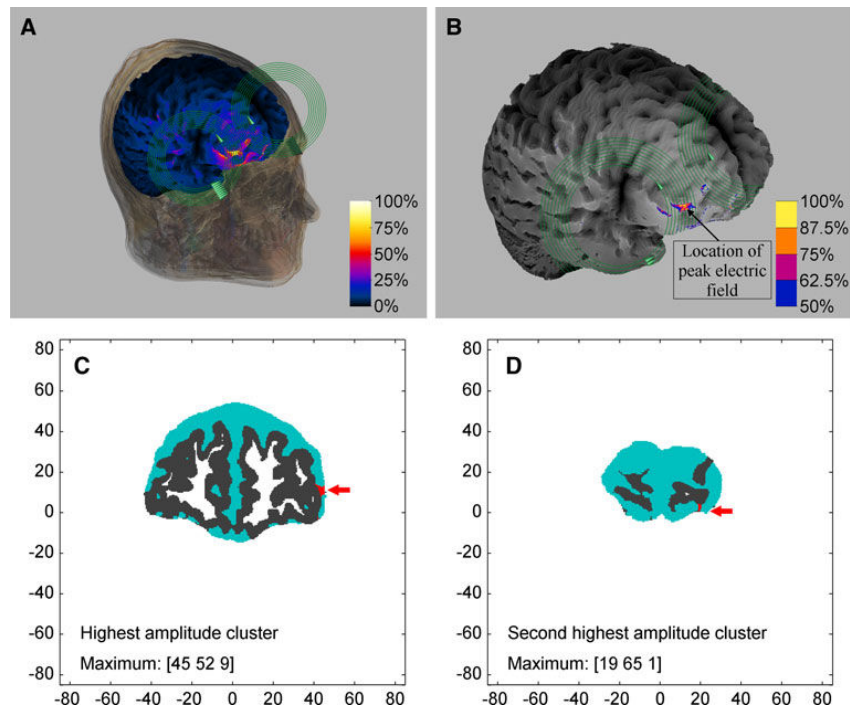 A
100%
75%
50%
25%
0%
B
100%
87.5%
75%
62.5%
50%
Location of
peak electric
field
C
80
60
40
20
0
-20
-40
-60
-80
Highest amplitude cluster
Maximum: [45 52 9]
-80 -60 -40 -20 0 20 40 60 80
D
80
60
40
20
0
-20
-40
-60
-80
Second highest amplitude cluster
Maximum: [19 65 1]
-80 -60 -40 -20 0 20 40 60 80